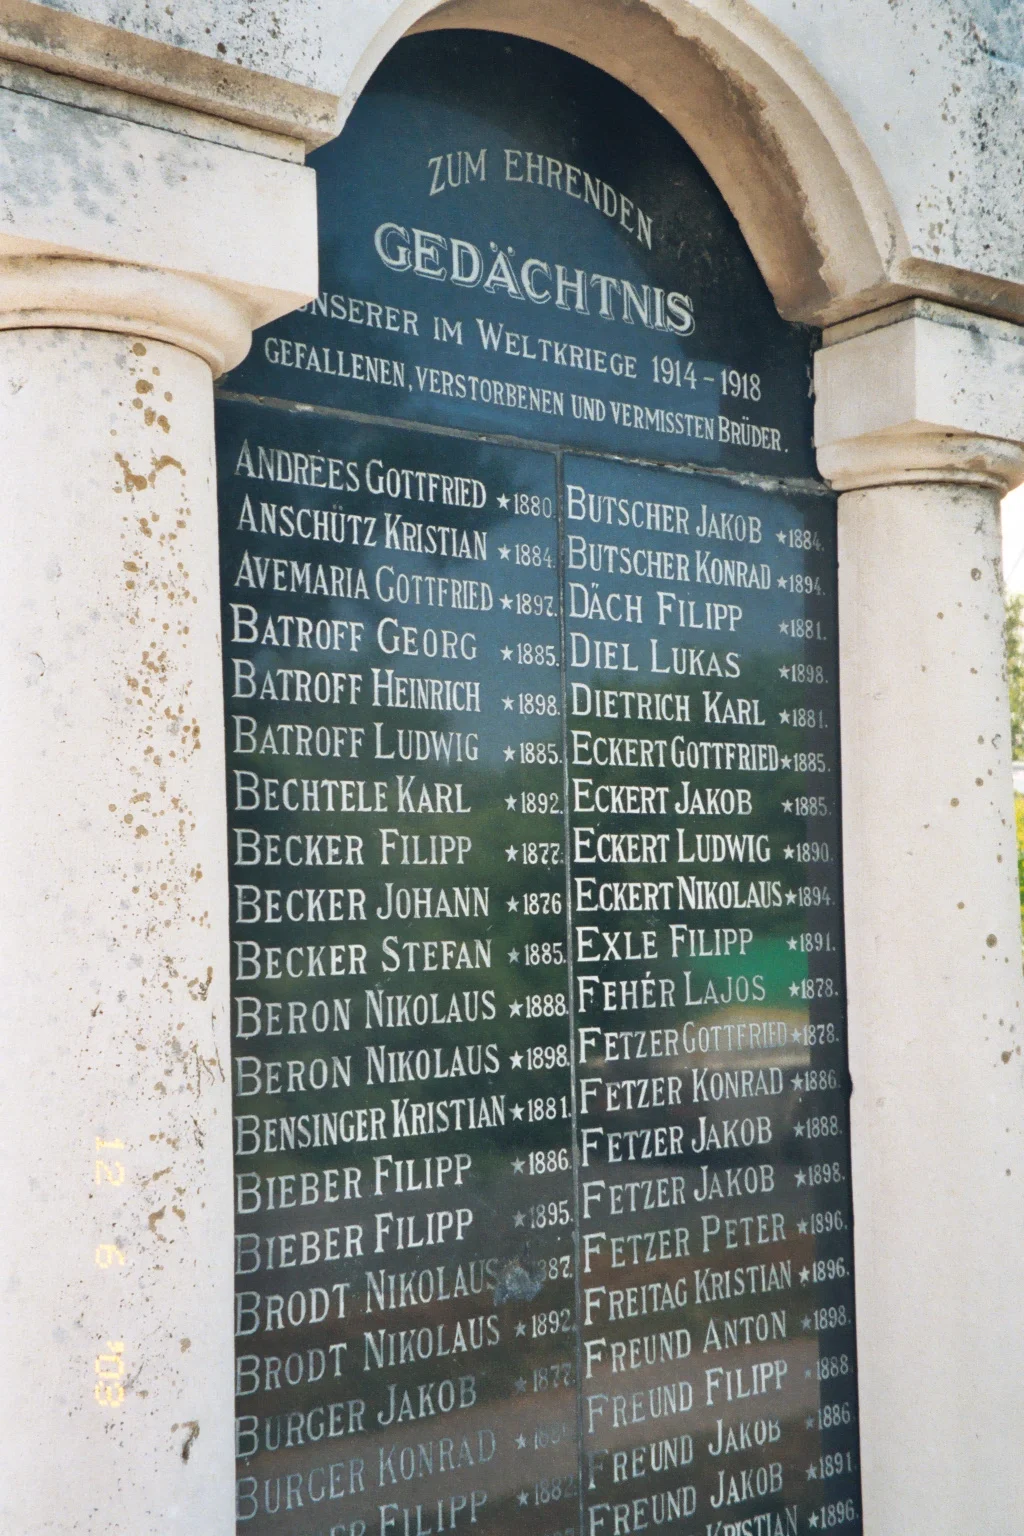 ZUM EHRENDEN
GEDÄCHTNIS
UNSERER IM WELTKRIEGE 1914-1918
GEFALLENEN, VERSTORBENEN UND VERMISSTEN BRÜDER.
ANDREES GOTTFRIED ★1880.
ANSCHÜTZ KRISTIAN ★1884.
AVEMARIA GOTTFRIED ★1897.
BATROFF GEORG ★1885.
BATROFF HEINRICH ★1898.
BATROFF LUDWIG ★1885.
BECHTELE KARL ★1892.
BECKER FILIPP ★1877.
BECKER JOHANN ★1876
BECKER STEFAN ★1885.
BERON NIKOLAUS ★1888.
BERON NIKOLAUS ★1898.
BENSINGER KRISTIAN ★1881.
BIEBER FILIPP ★1886.
BIEBER FILIPP ★1895.
BRODT NIKOLAUS 87.
BRODT NIKOLAUS ★1892.
BURGER JAKOB ★1877.
BURGER KONRAD
FILIPP ★1882.
BUTSCHER JAKOB ★1884.
BUTSCHER KONRAD ★1894.
DÄCH FILIPP ★1881.
DIEL LUKAS ★1898.
DIETRICH KARL ★1881.
ECKERT GOTTFRIED ★1885.
ECKERT JAKOB ★1885.
ECKERT LUDWIG ★1890.
ECKERT NIKOLAUS ★1894.
EXLE FILIPP ★1891.
FEHÉR LAJOS ★1878.
FETZER GOTTFRIED ★1878.
FETZER KONRAD ★1886.
FETZER JAKOB ★1888.
FETZER JAKOB ★1898.
FETZER PETER ★1896.
FREITAG KRISTIAN ★1896.
FREUND ANTON ★1898.
FREUND FILIPP ★1888.
FREUND JAKOB ★1886
FREUND JAKOB ★1891.
KRISTIAN ★1896.
12 6 '03